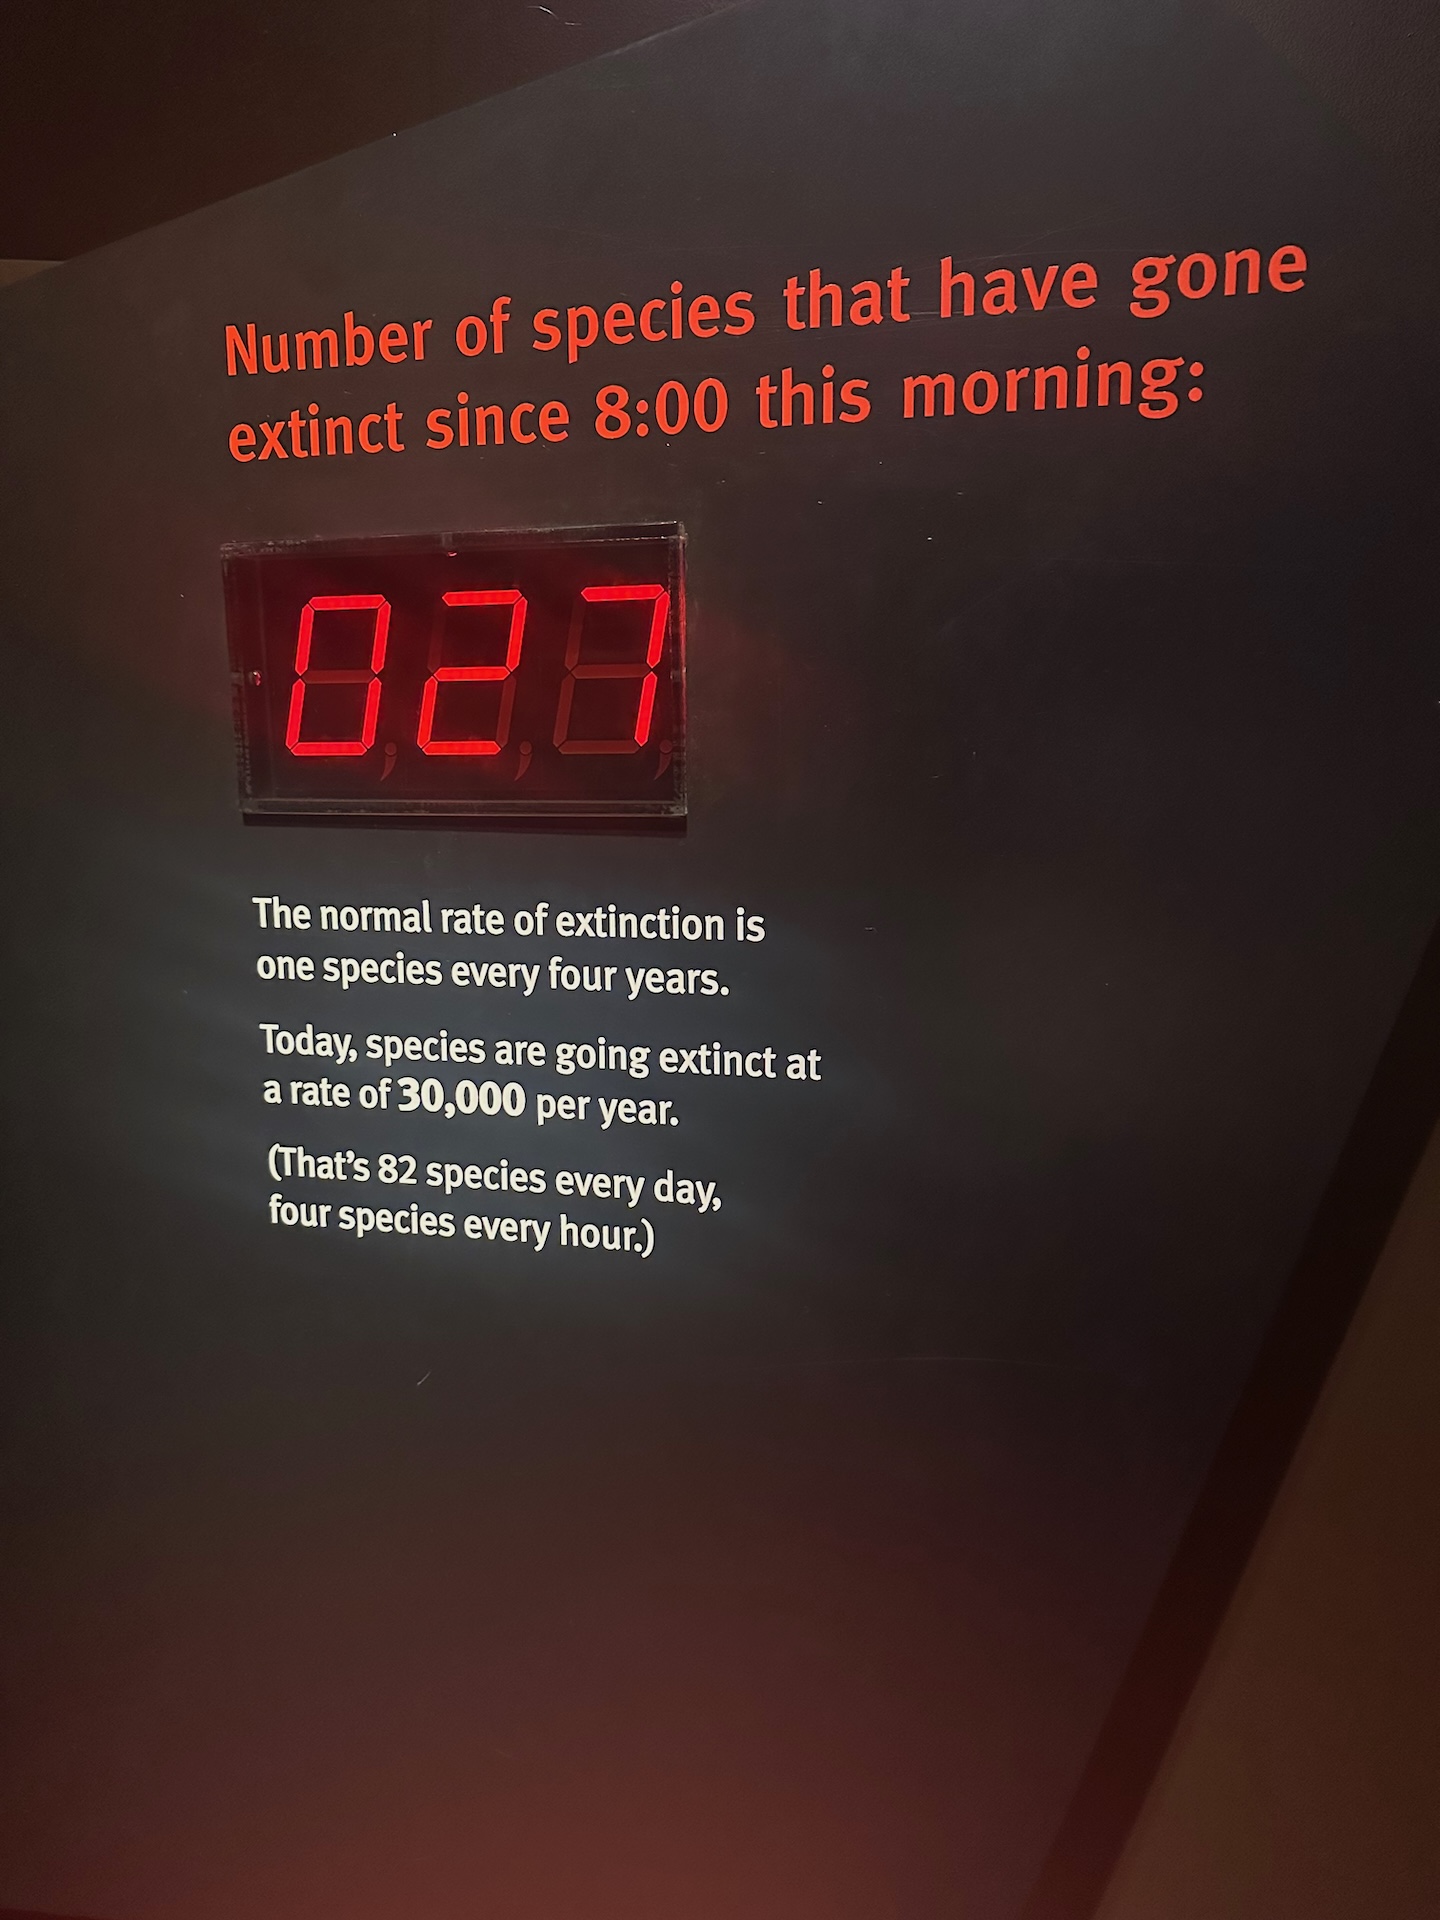 Number of species that have gone
extinct since 8:00 this morning:
027
The normal rate of extinction is
one species every four years.
Today, species are going extinct at
a rate of 30,000 per year.
(That’s 82 species every day,
four species every hour.)